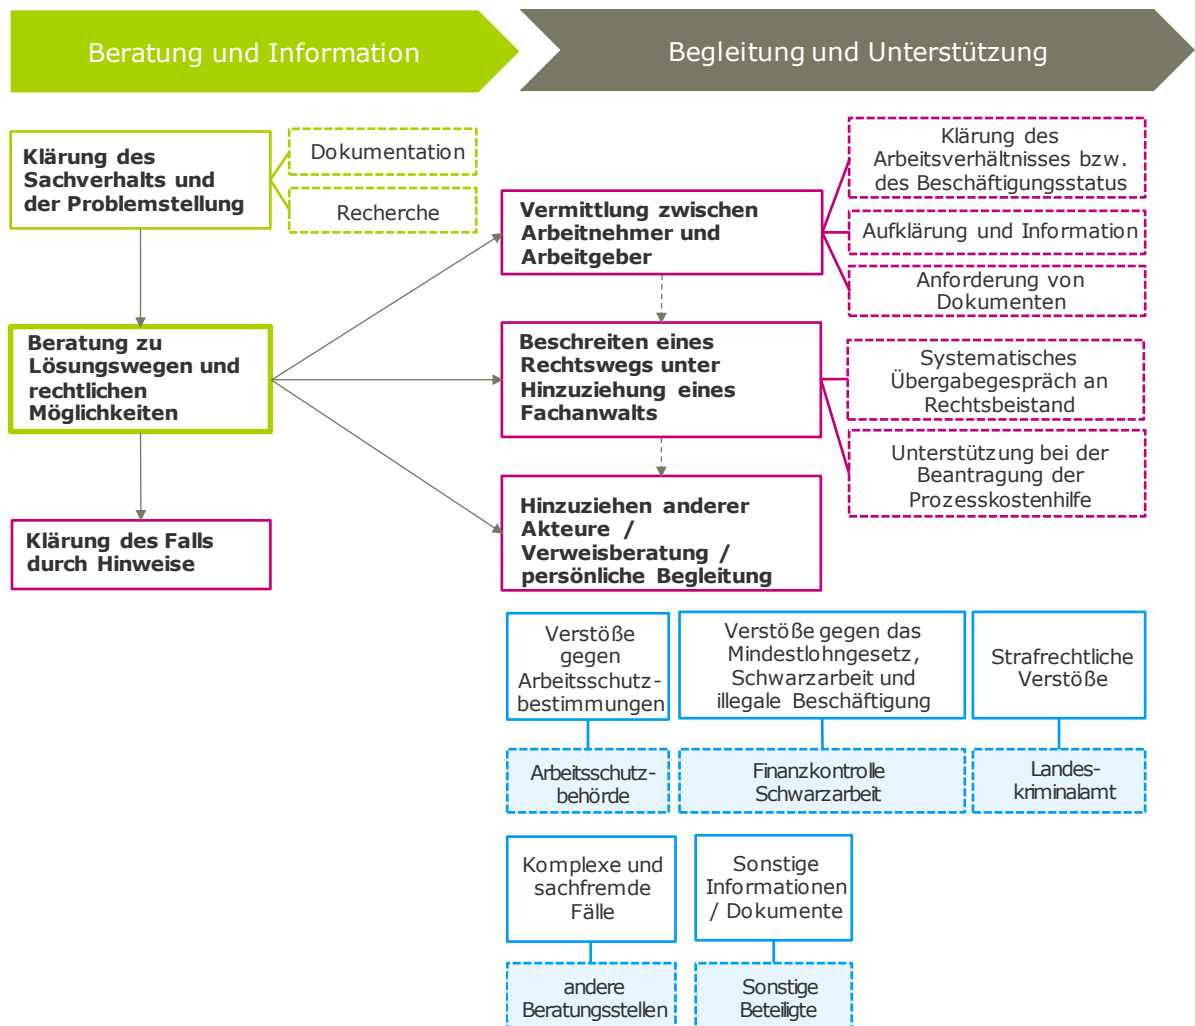 Beratung und Information
Begleitung und Unterstützung
Klärung des
Sachverhalts und
der Problemstellung
Dokumentation
Recherche
Beratung zu
Lösungswegen und
rechtlichen
Möglichkeiten
Klärung des Falls
durch Hinweise
Vermittlung zwischen
Arbeitnehmer und
Arbeitgeber
Klärung des
Arbeitsverhältnisses bzw.
des Beschäftigungsstatus
Aufklärung und Information
Anforderung von
Dokumenten
Beschreiten eines
Rechtswegs unter
Hinzuziehung eines
Fachanwalts
Systematisches
Übergabegespräch an
Rechtsbeistand
Unterstützung bei der
Beantragung der
Prozesskostenhilfe
Hinzuziehen anderer
Akteure /
Verweisberatung /
persönliche Begleitung
Verstöße
gegen
Arbeitsschutz-
bestimmungen
Verstöße gegen das
Mindestlohngesetz,
Schwarzarbeit und
illegale Beschäftigung
Strafrechtliche
Verstöße
Arbeitsschutz-
behörde
Finanzkontrolle
Schwarzarbeit
Landes-
kriminalamt
Komplexe und
sachfremde
Fälle
Sonstige
Informationen
/ Dokumente
andere
Beratungsstellen
Sonstige
Beteiligte